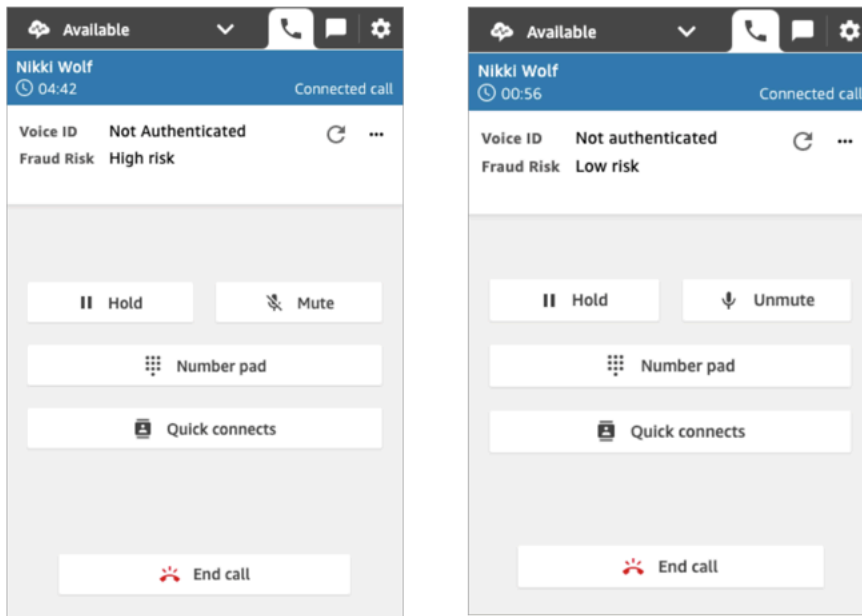 Available
Nikki Wolf
04:42 Connected call
Voice ID Not Authenticated
Fraud Risk High risk
Hold Mute
Number pad
Quick connects
End call
Available
Nikki Wolf
00:56 Connected call
Voice ID Not authenticated
Fraud Risk Low risk
Hold Unmute
Number pad
Quick connects
End call